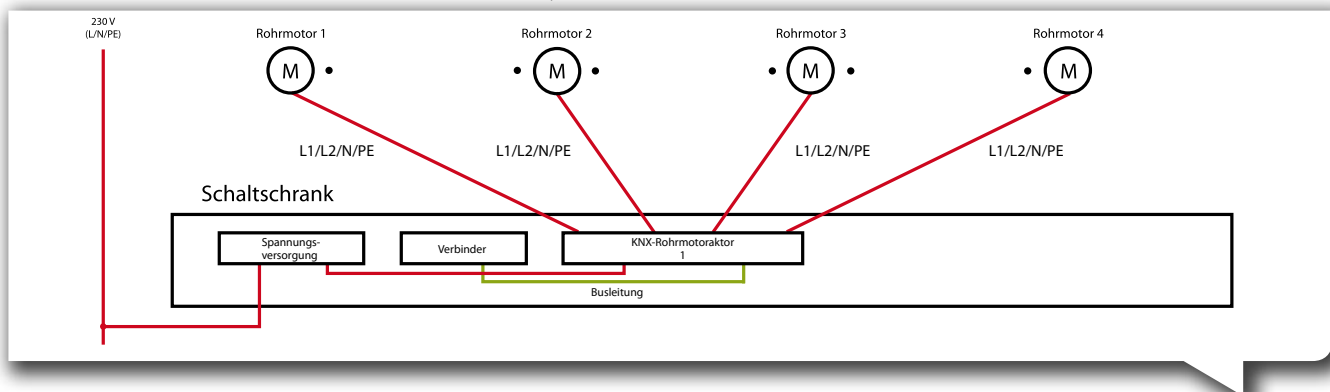 230 V
(L/N/PE)
Rohrmotor 1
Rohrmotor 2
Rohrmotor 3
Rohrmotor 4
M
M
M
M
L1/L2/N/PE
L1/L2/N/PE
L1/L2/N/PE
L1/L2/N/PE
Schaltschrank
Spannungs-
versorgung
Verbinder
KNX-Rohrmotoraktor
1
Busleitung